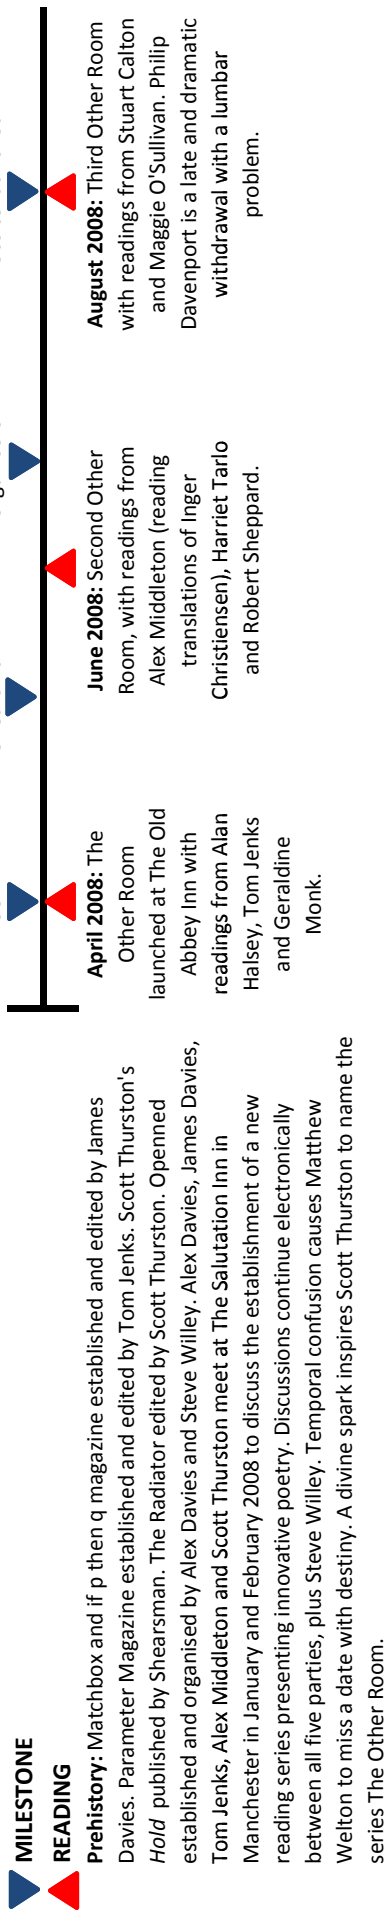 MILESTONE
READING
Prehistory: Matchbox and if p then q magazine established and edited by James
Davies. Parameter Magazine established and edited by Tom Jenks. Scott Thurston's
Hold published by Shearsman. The Radiator edited by Scott Thurston. Openned
established and organised by Alex Davies and Steve Willey. Alex Davies, James Davies,
Tom Jenks, Alex Middleton and Scott Thurston meet at The Salutation Inn in
Manchester in January and February 2008 to discuss the establishment of a new
reading series presenting innovative poetry. Discussions continue electronically
between all five parties, plus Steve Willey. Temporal confusion causes Matthew
Welton to miss a date with destiny. A divine spark inspires Scott Thurston to name the
series The Other Room.
April 2008: The
Other Room
launched at The Old
Abbey Inn with
readings from Alan
Halsey, Tom Jenks
and Geraldine
Monk.
June 2008: Second Other
Room, with readings from
Alex Middleton (reading
translations of Inger
Christiensen), Harriet Tarlo
and Robert Sheppard.
August 2008: Third Other Room
with readings from Stuart Calton
and Maggie O'Sullivan. Philip
Davenport is a late and dramatic
withdrawal with a lumbar
problem.